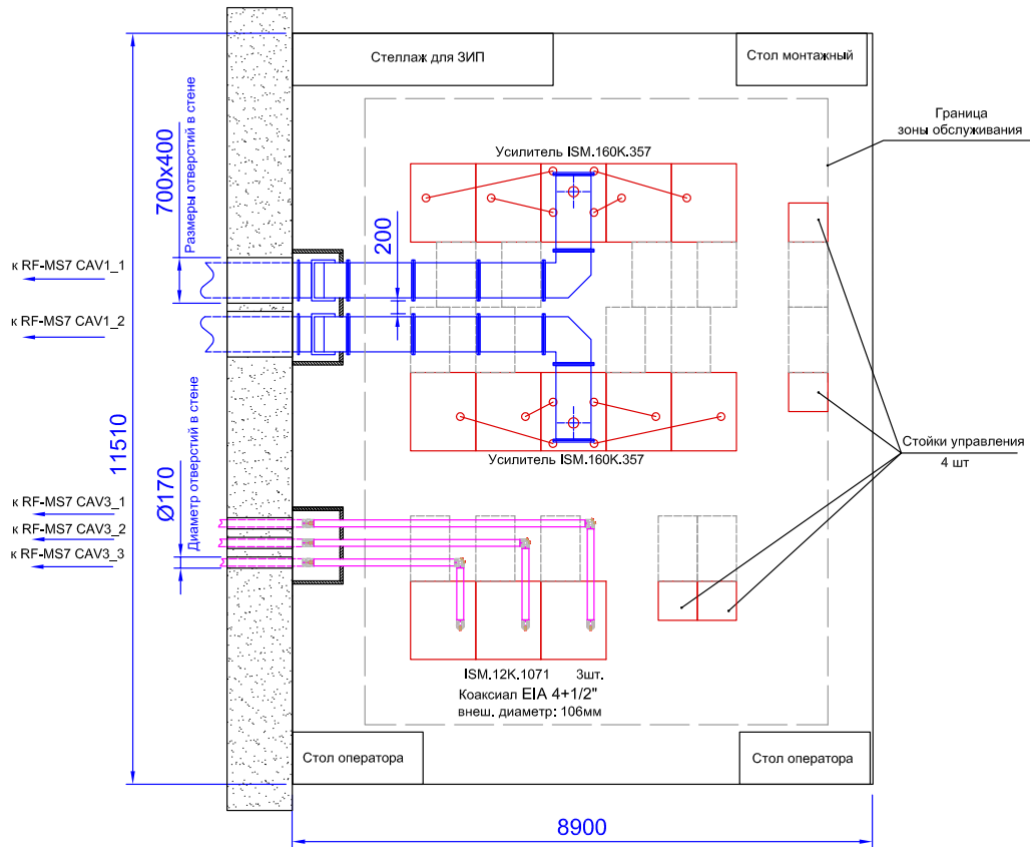 Стеллаж для ЗИП
Стол монтажный
Граница
зоны обслуживания
700x400
Размеры отверстий в стене
Усилитель ISM.160K.357
200
к RF-MS7 CAV1_1
к RF-MS7 CAV1_2
11510
Усилитель ISM.160K.357
Стойки управления
4 шт
Ø170
Диаметр отверстий в стене
к RF-MS7 CAV3_1
к RF-MS7 CAV3_2
к RF-MS7 CAV3_3
ISM.12K.1071 3шт.
Коаксиал EIA 4+1/2"
внеш. диаметр: 106мм
Стол оператора
Стол оператора
8900